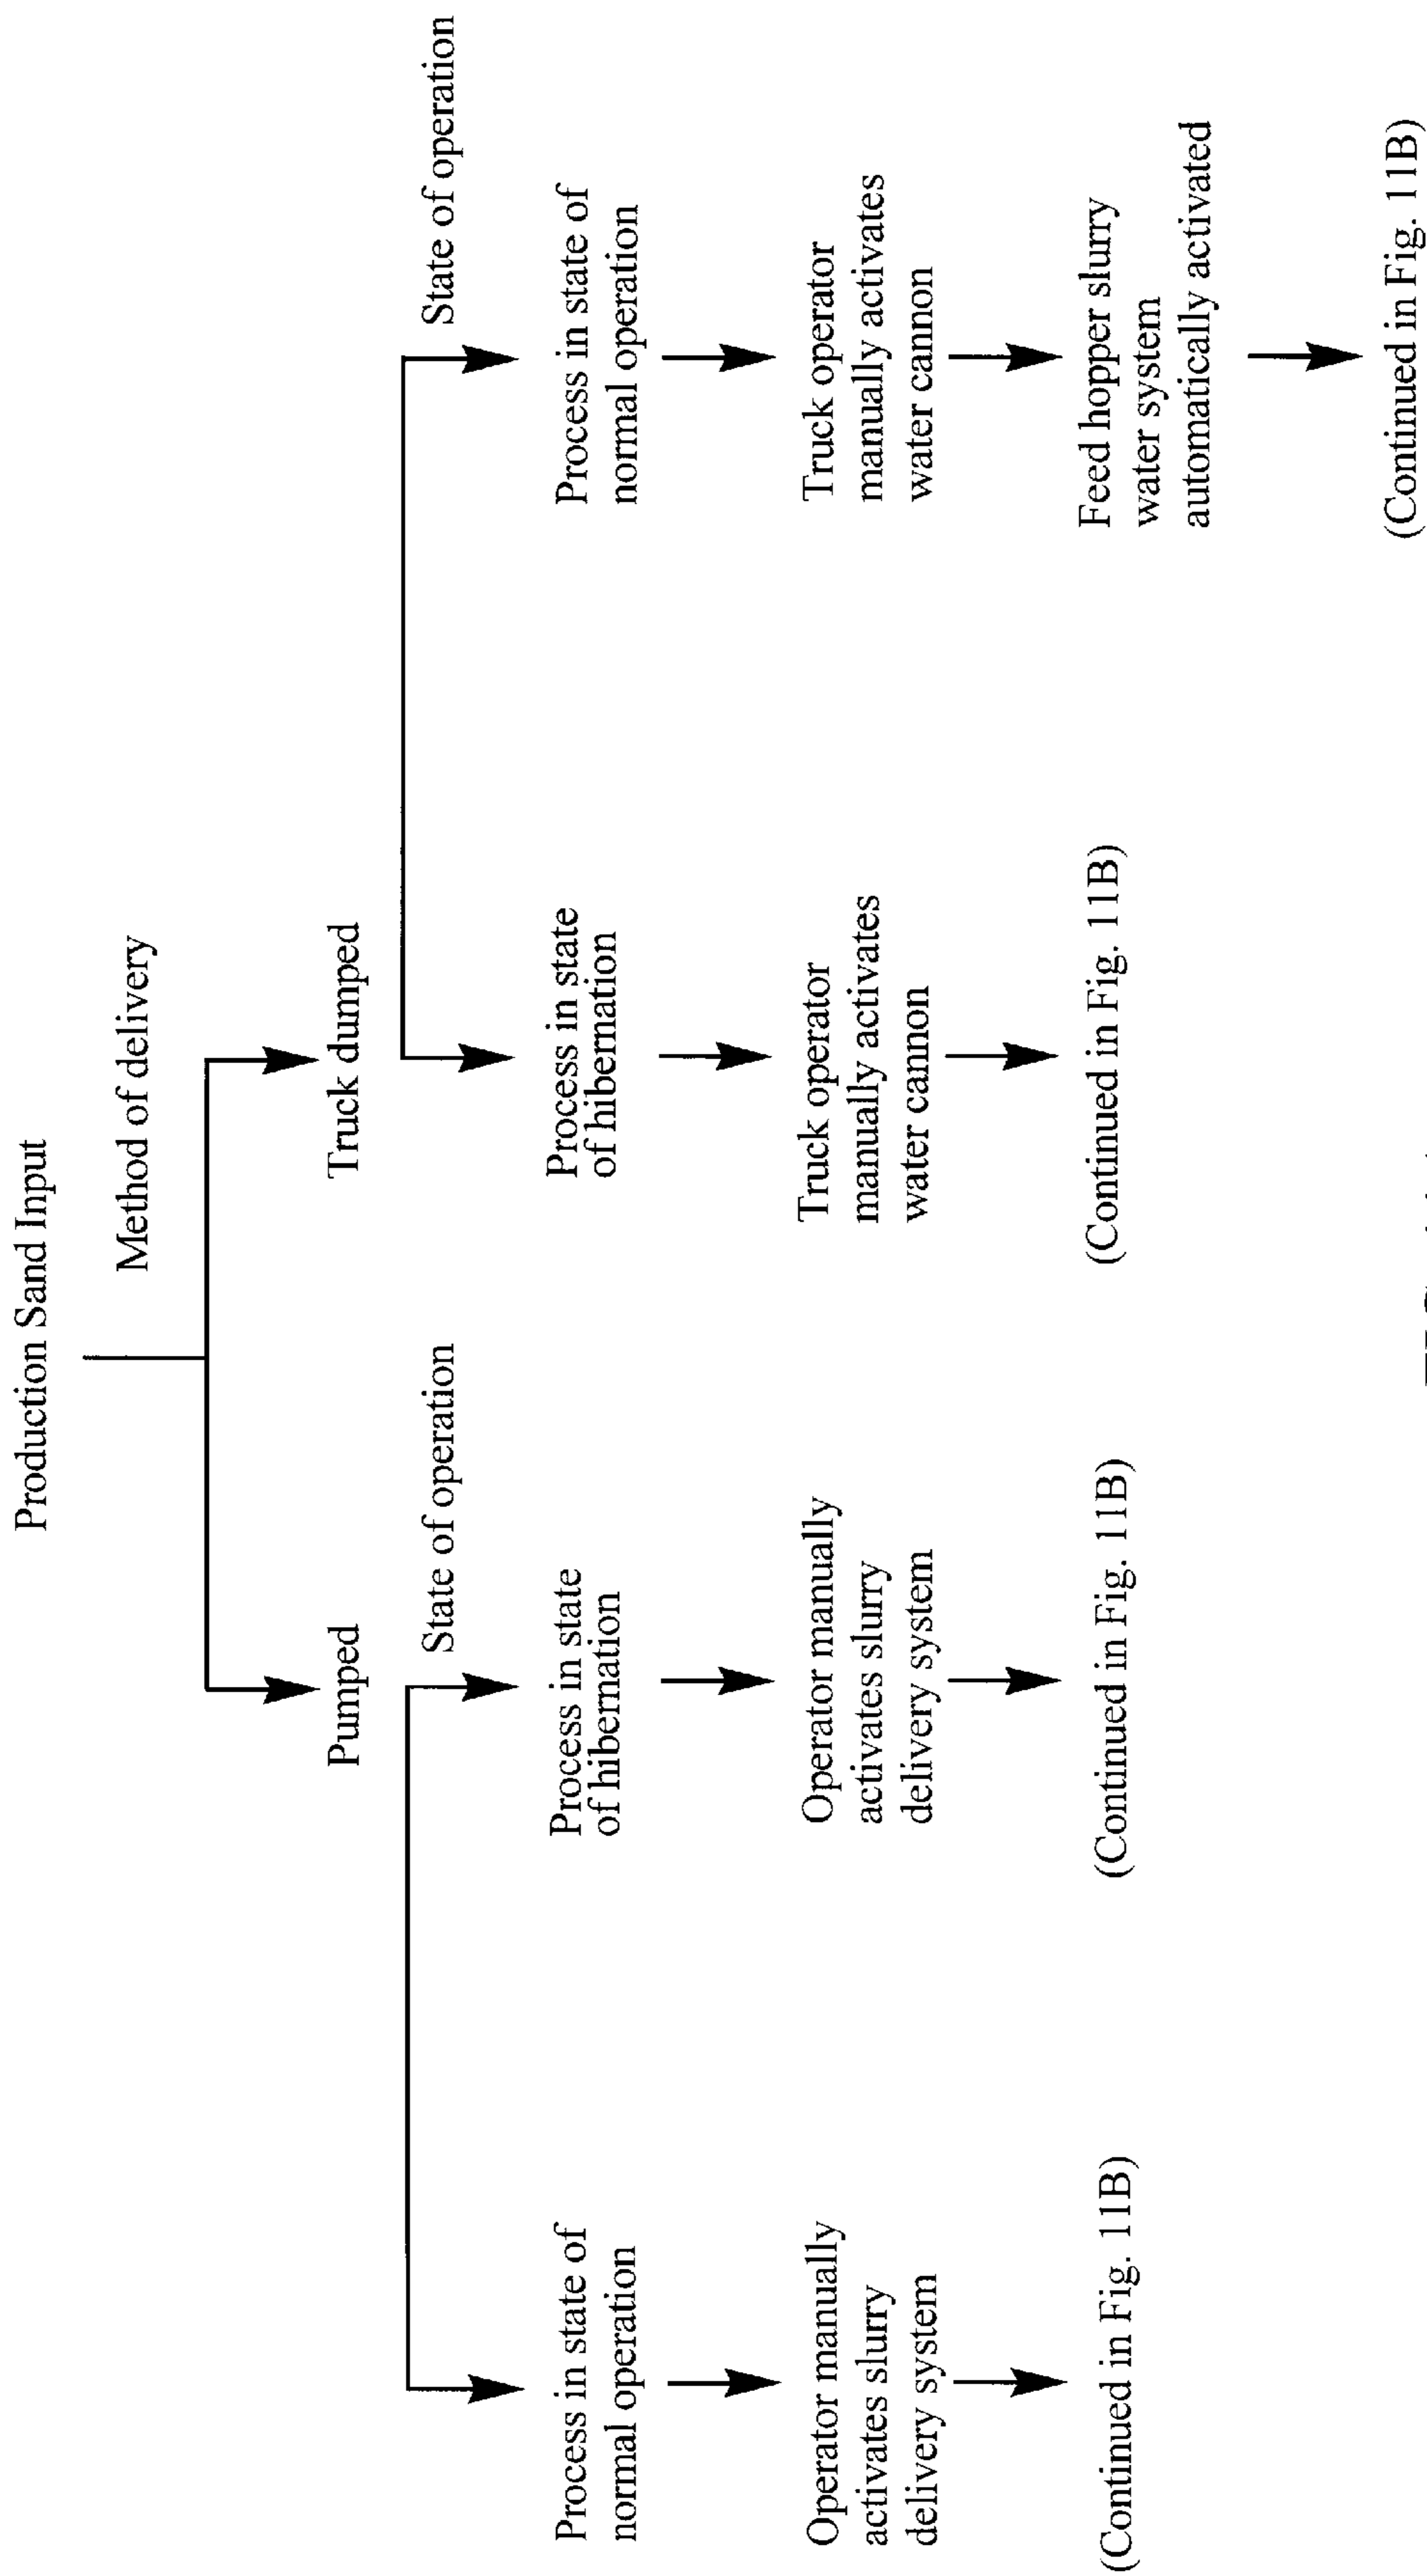 Production Sand Input
Method of delivery
Pumped
Truck dumped
State of operation
State of operation
Process in state of
normal operation
Process in state
of hibernation
Process in state
of hibernation
Process in state of
normal operation
Operator manually
activates slurry
delivery system
Operator manually
activates slurry
delivery system
Truck operator
manually activates
water cannon
Truck operator
manually activates
water cannon
(Continued in Fig. 11B)
(Continued in Fig. 11B)
(Continued in Fig. 11B)
Feed hopper slurry
water system
automatically activated
(Continued in Fig. 11B)